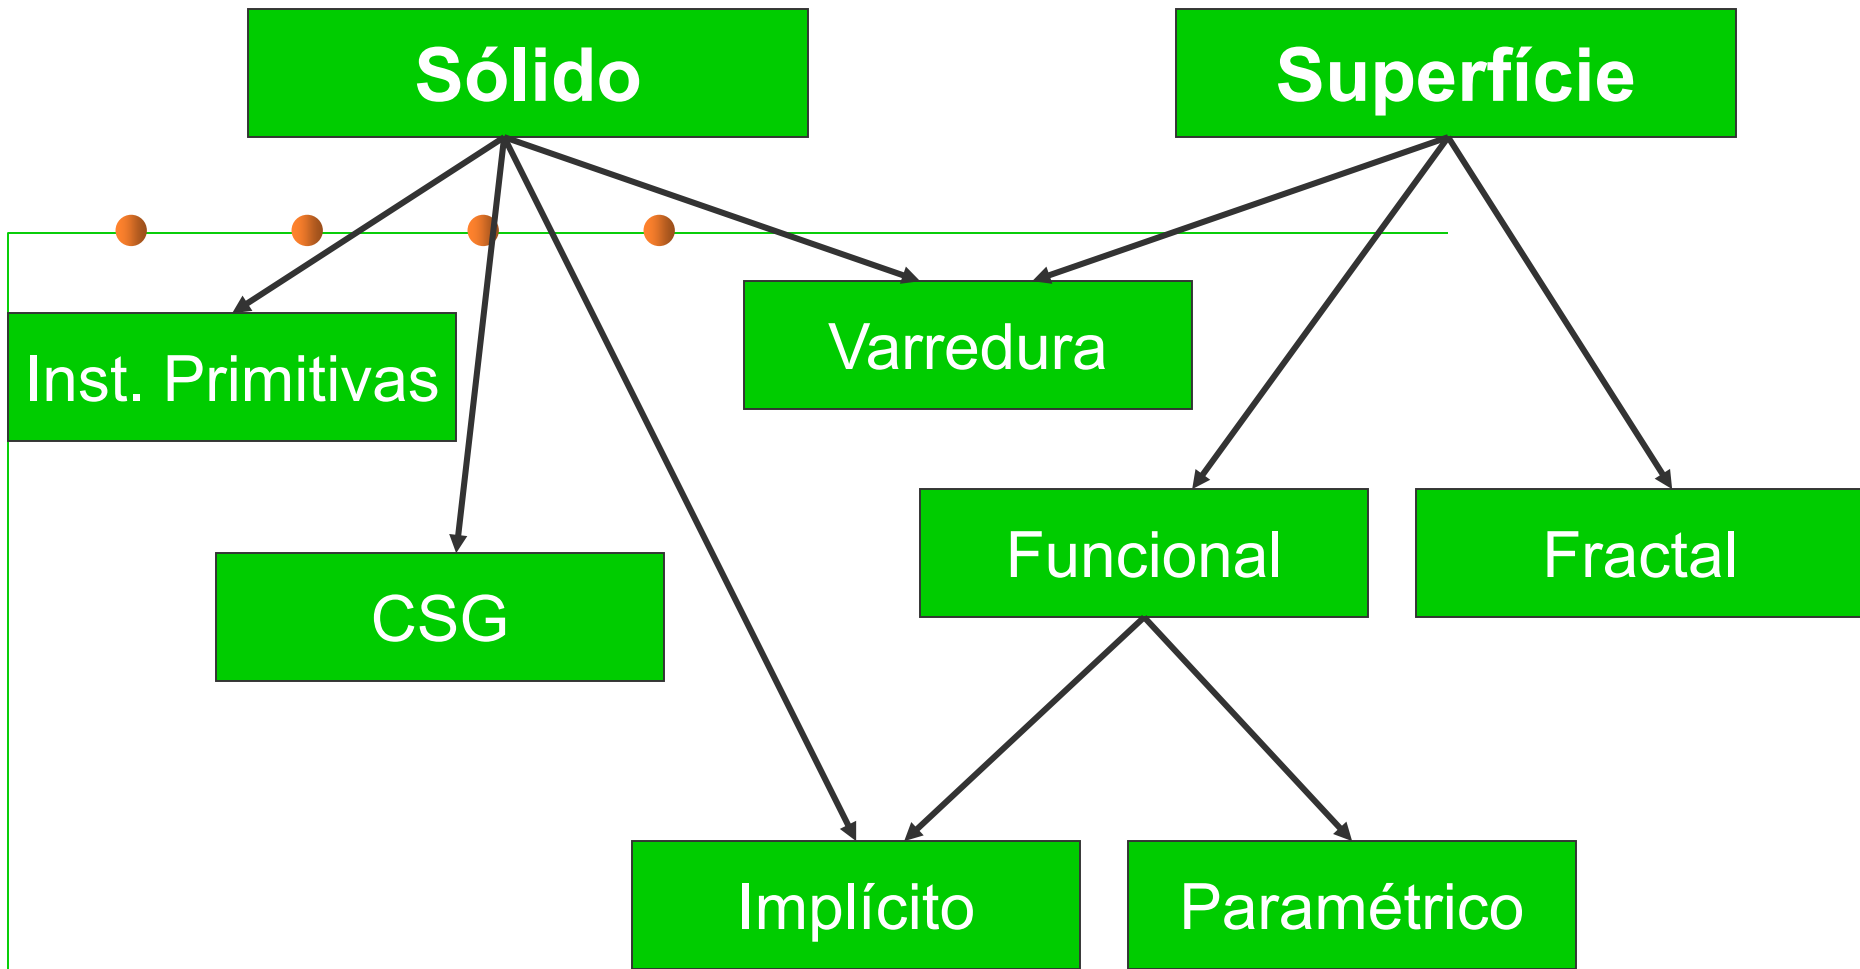 Sólido
Superfície
Varredura
Inst. Primitivas
Funcional
Fractal
CSG
Implícito
Paramétrico